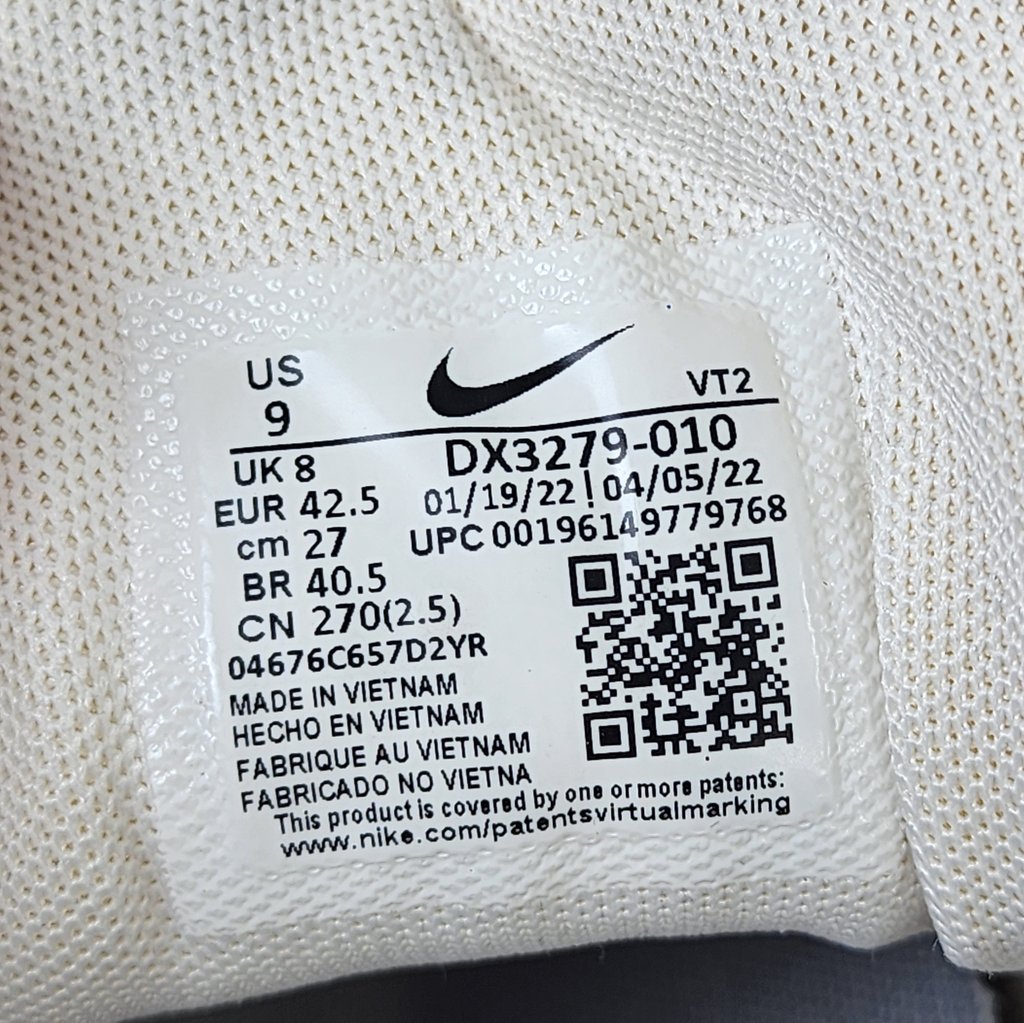 US
9
VT2
UK 8
DX3279-010
EUR 42.5
01/19/22 | 04/05/22
cm 27
UPC 00196149779768
BR 40.5
CN 270(2.5)
04676C657D2YR
MADE IN VIETNAM
HECHO EN VIETNAM
FABRIQUE AU VIETNAM
FABRICADO NO VIETNA
This product is covered by one or more patents:
www.nike.com/patentsvirtualmarking